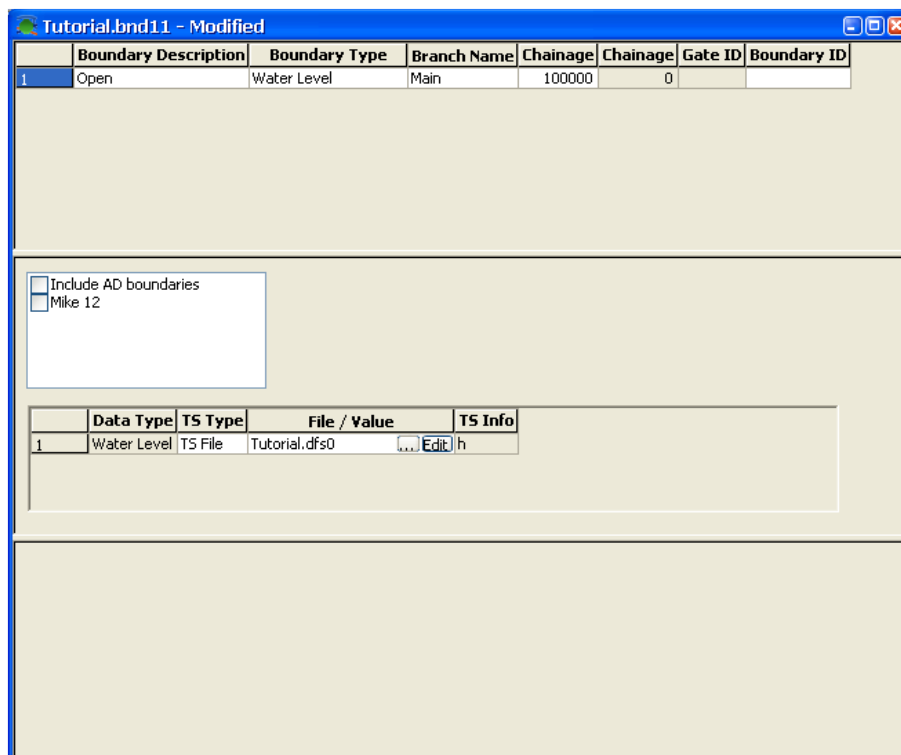 Tutorial.bnd11 - Modified
Boundary Description Boundary Type Branch Name Chainage Chainage Gate ID Boundary ID
1 Open Water Level Main 100000 0
Include AD boundaries
Mike 12
Data Type TS Type File / Value TS Info
1 Water Level TS File Tutorial.dfs0 ... Edit h